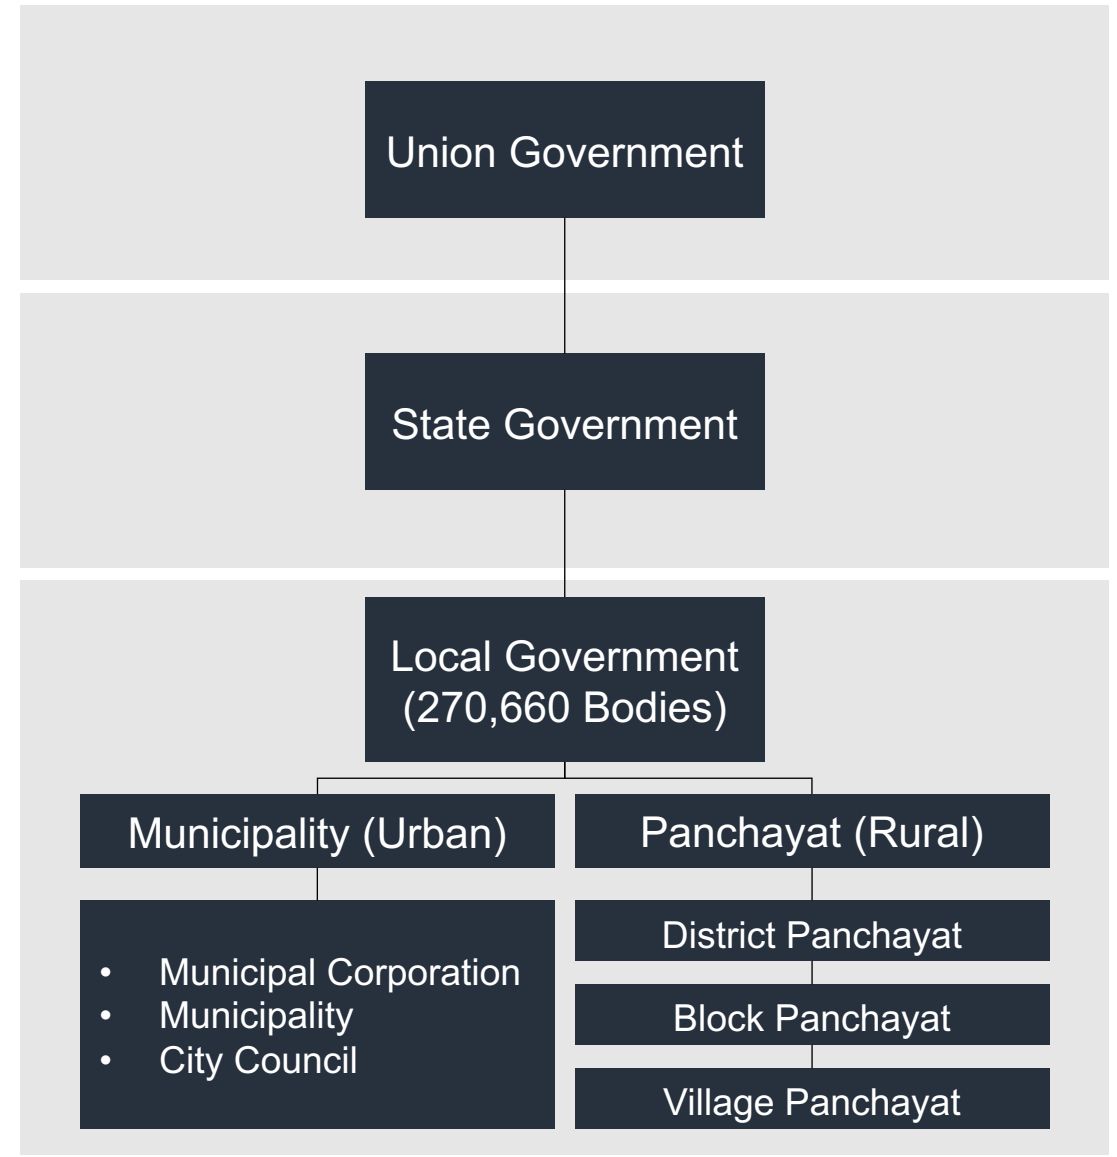 Union Government
State Government
Local Government
(270,660 Bodies)
Municipality (Urban)
• Municipal Corporation
• Municipality
• City Council
Panchayat (Rural)
District Panchayat
Block Panchayat
Village Panchayat